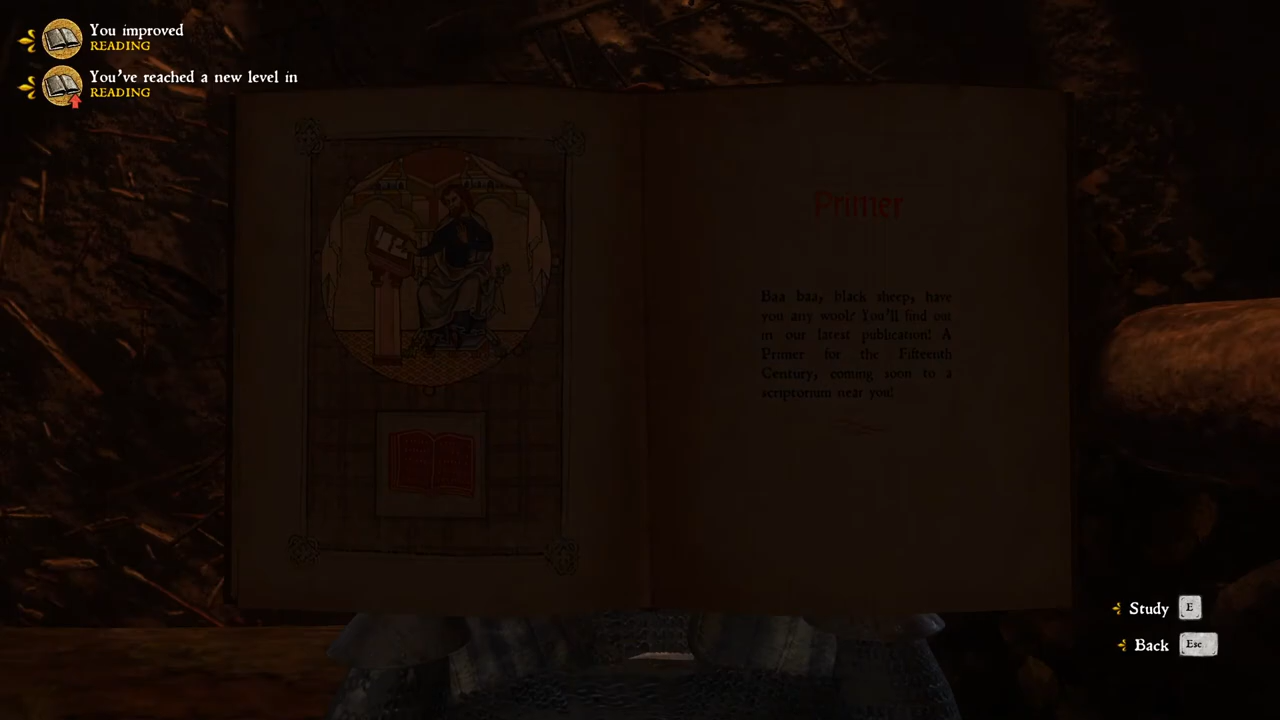 You improved
READING
You've reached a new level in
READING
Primer
Baa baa, black sheep, have
you any wool? You'll find out
in our latest publication! A
Primer for the Fifteenth
Century, coming soon to a
scriptorium near you!
Study E
Back Esc